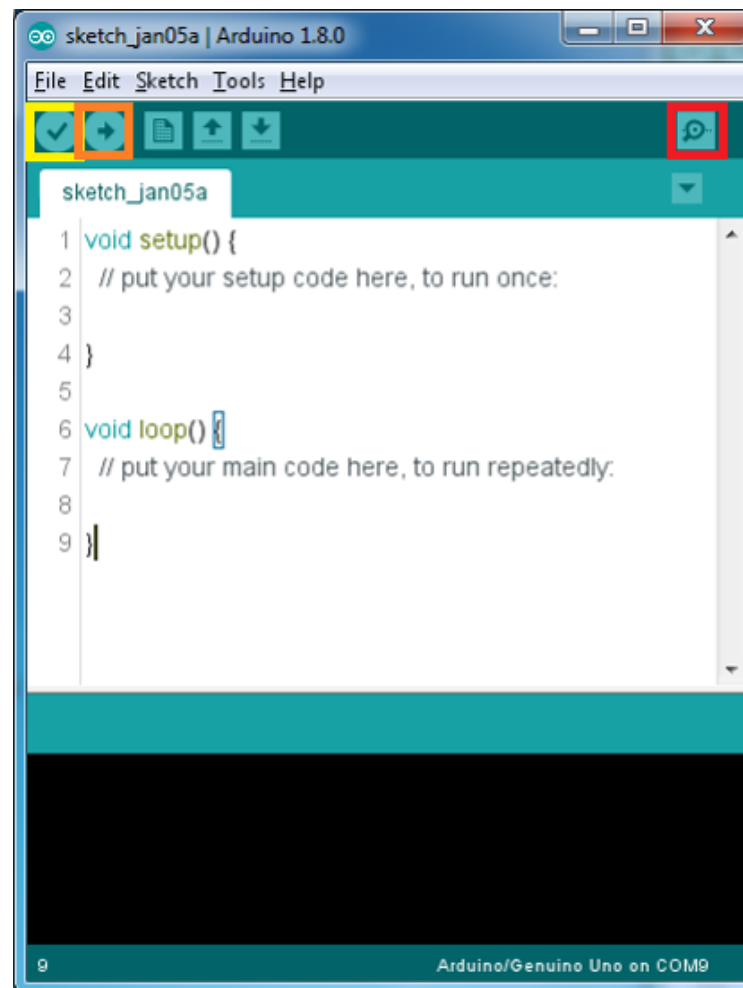 sketch_jan05a | Arduino 1.8.0
File Edit Sketch Tools Help
sketch_jan05a
1 void setup() {
2 // put your setup code here, to run once:
3
4 }
5
6 void loop() {
7 // put your main code here, to run repeatedly:
8
9 }
9 Arduino/Genuino Uno on COM9